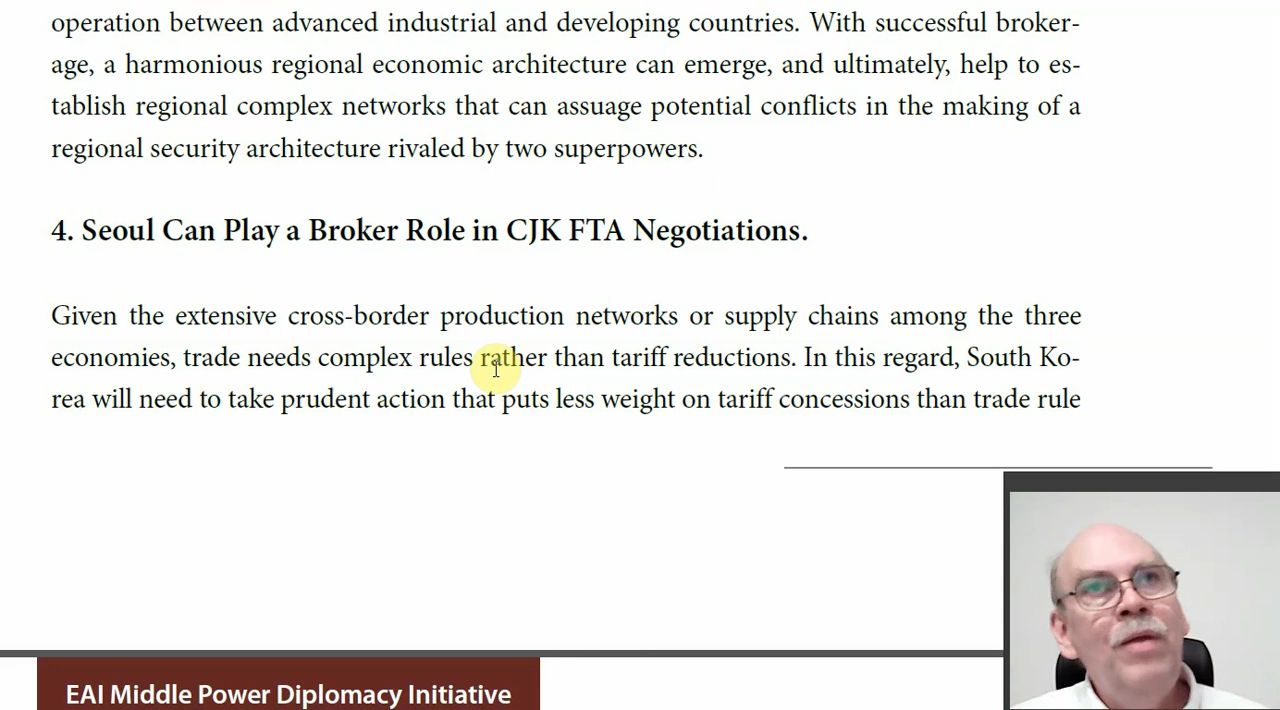 operation between advanced industrial and developing countries. With successful broker-
age, a harmonious regional economic architecture can emerge, and ultimately, help to es-
tablish regional complex networks that can assuage potential conflicts in the making of a
regional security architecture rivaled by two superpowers.
4. Seoul Can Play a Broker Role in CJK FTA Negotiations.
Given the extensive cross-border production networks or supply chains among the three
economies, trade needs complex rules rather than tariff reductions. In this regard, South Ko-
rea will need to take prudent action that puts less weight on tariff concessions than trade rule
EAI Middle Power Diplomacy Initiative